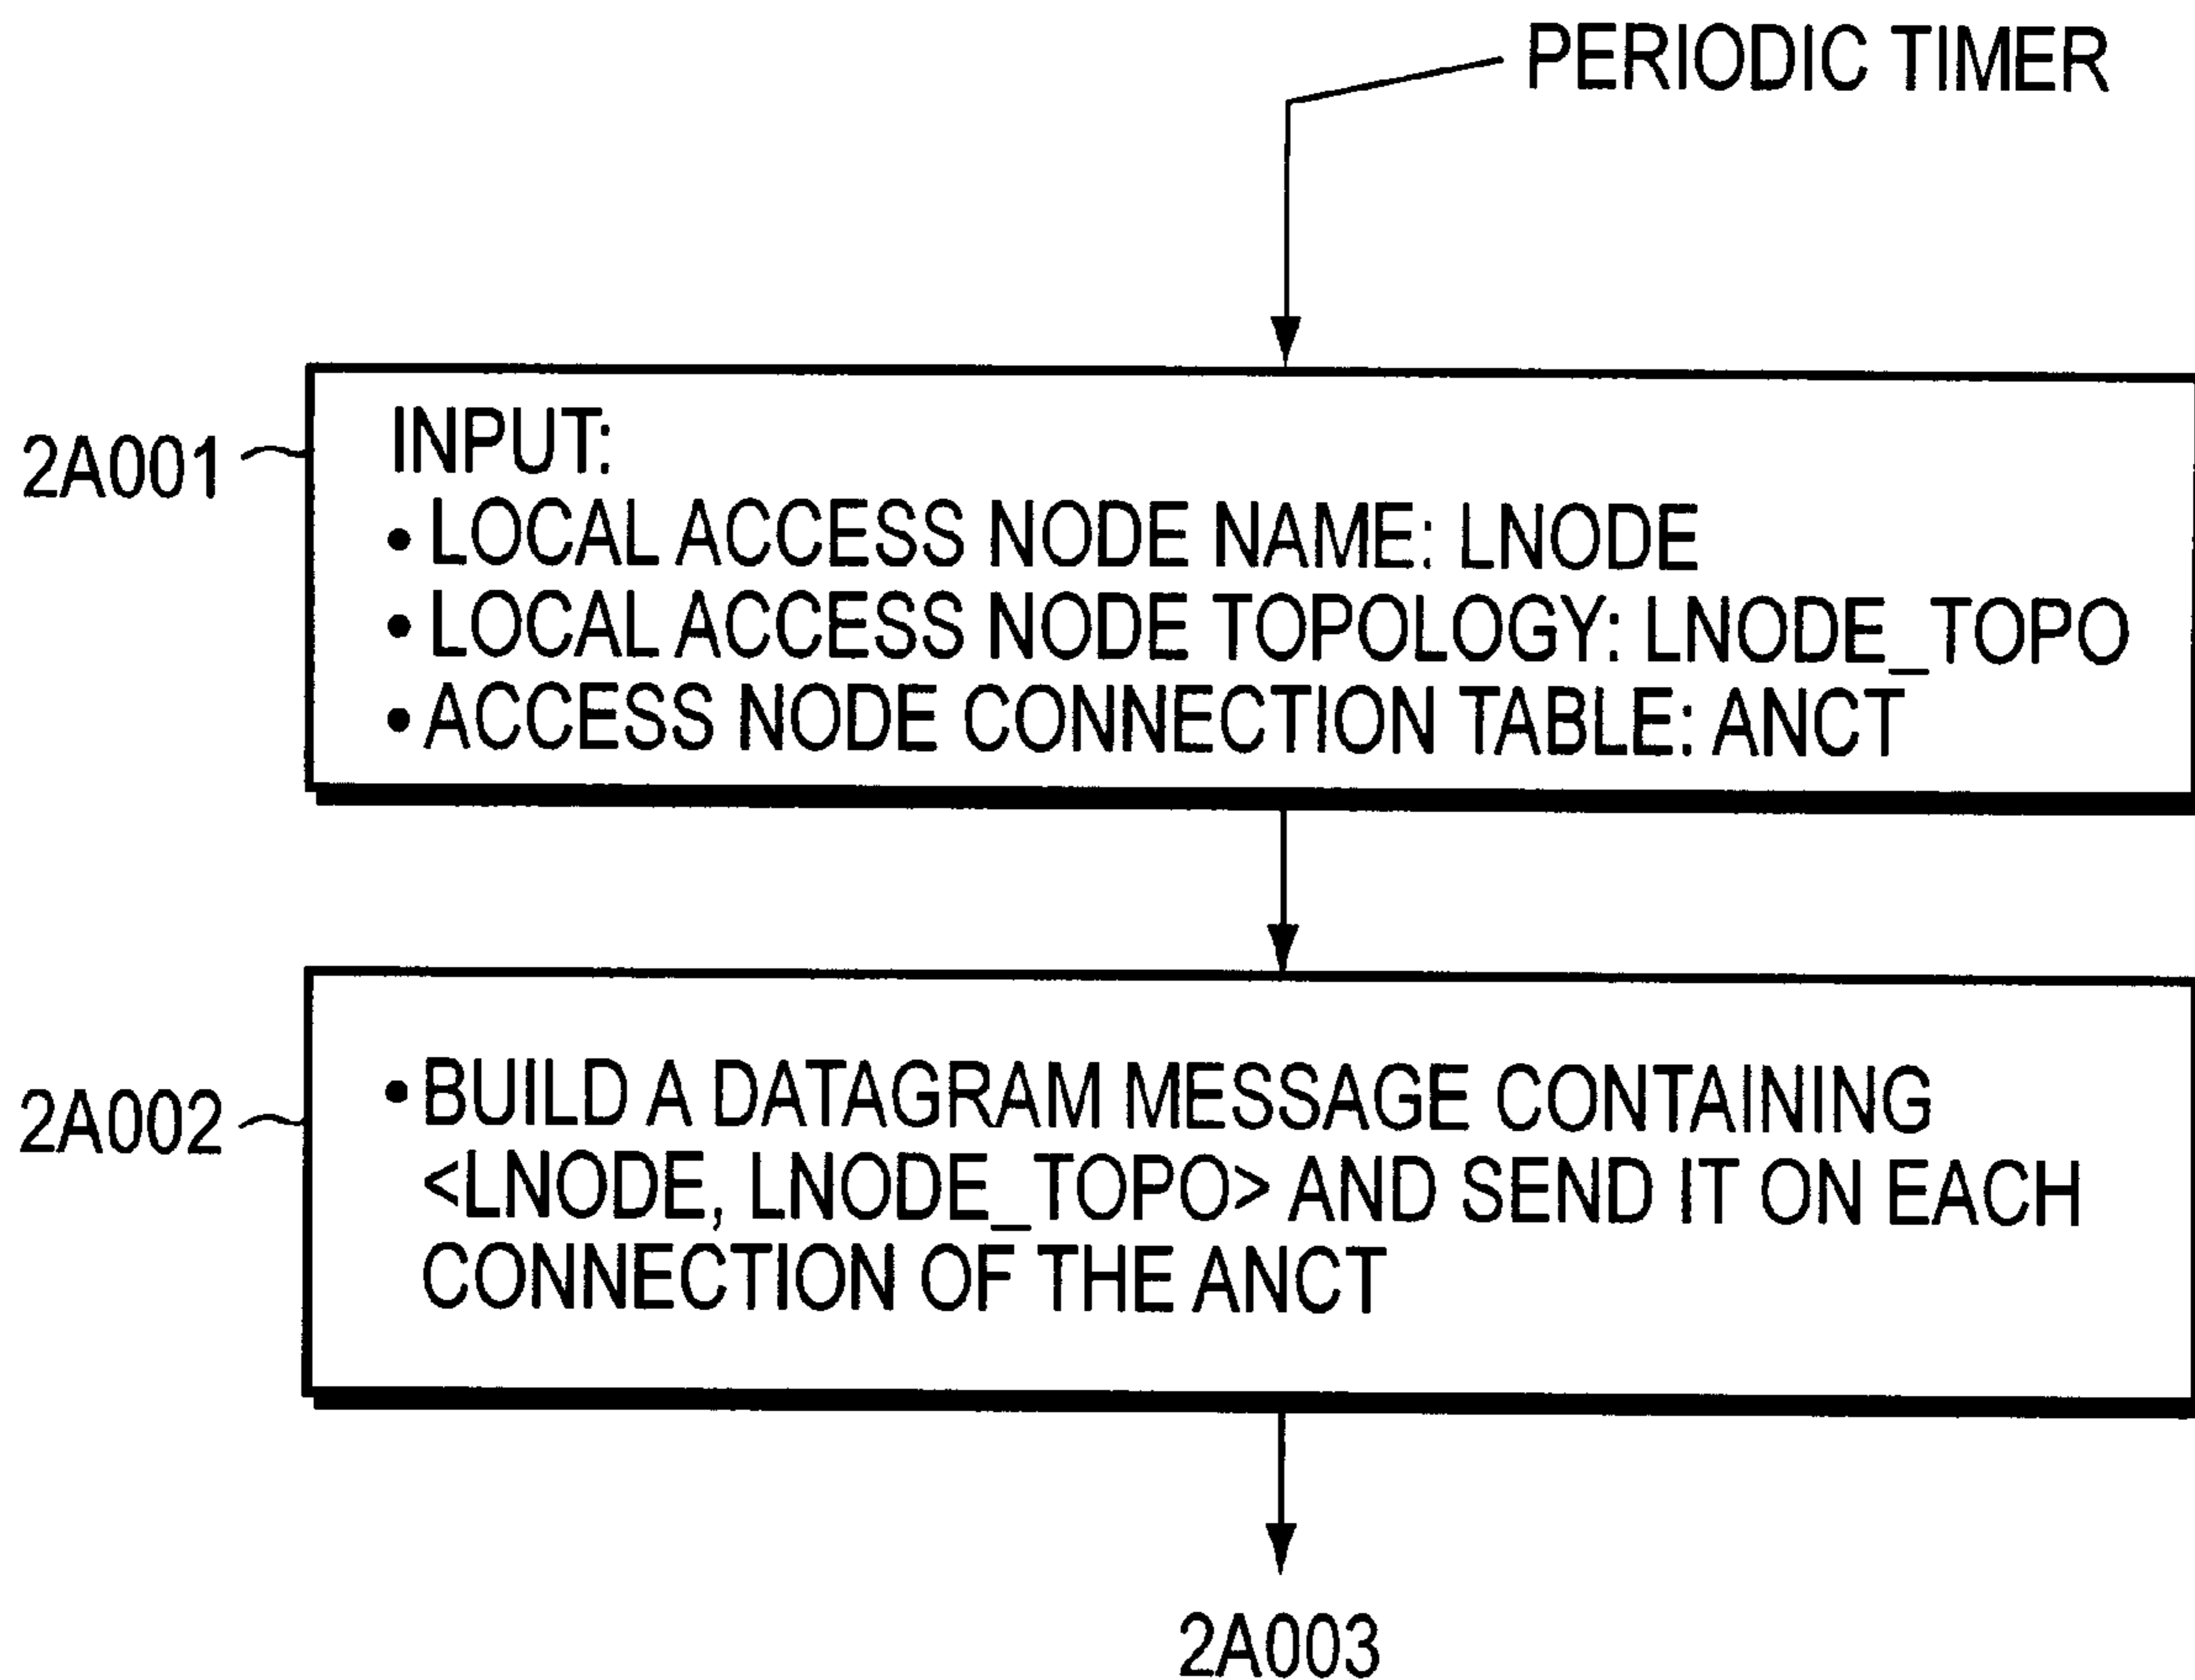 PERIODIC TIMER
2A001
INPUT:
• LOCAL ACCESS NODE NAME: LNODE
• LOCAL ACCESS NODE TOPOLOGY: LNODE_TOPO
• ACCESS NODE CONNECTION TABLE: ANCT
2A002
• BUILD A DATAGRAM MESSAGE CONTAINING
<LNODE, LNODE_TOPO> AND SEND IT ON EACH
CONNECTION OF THE ANCT
2A003